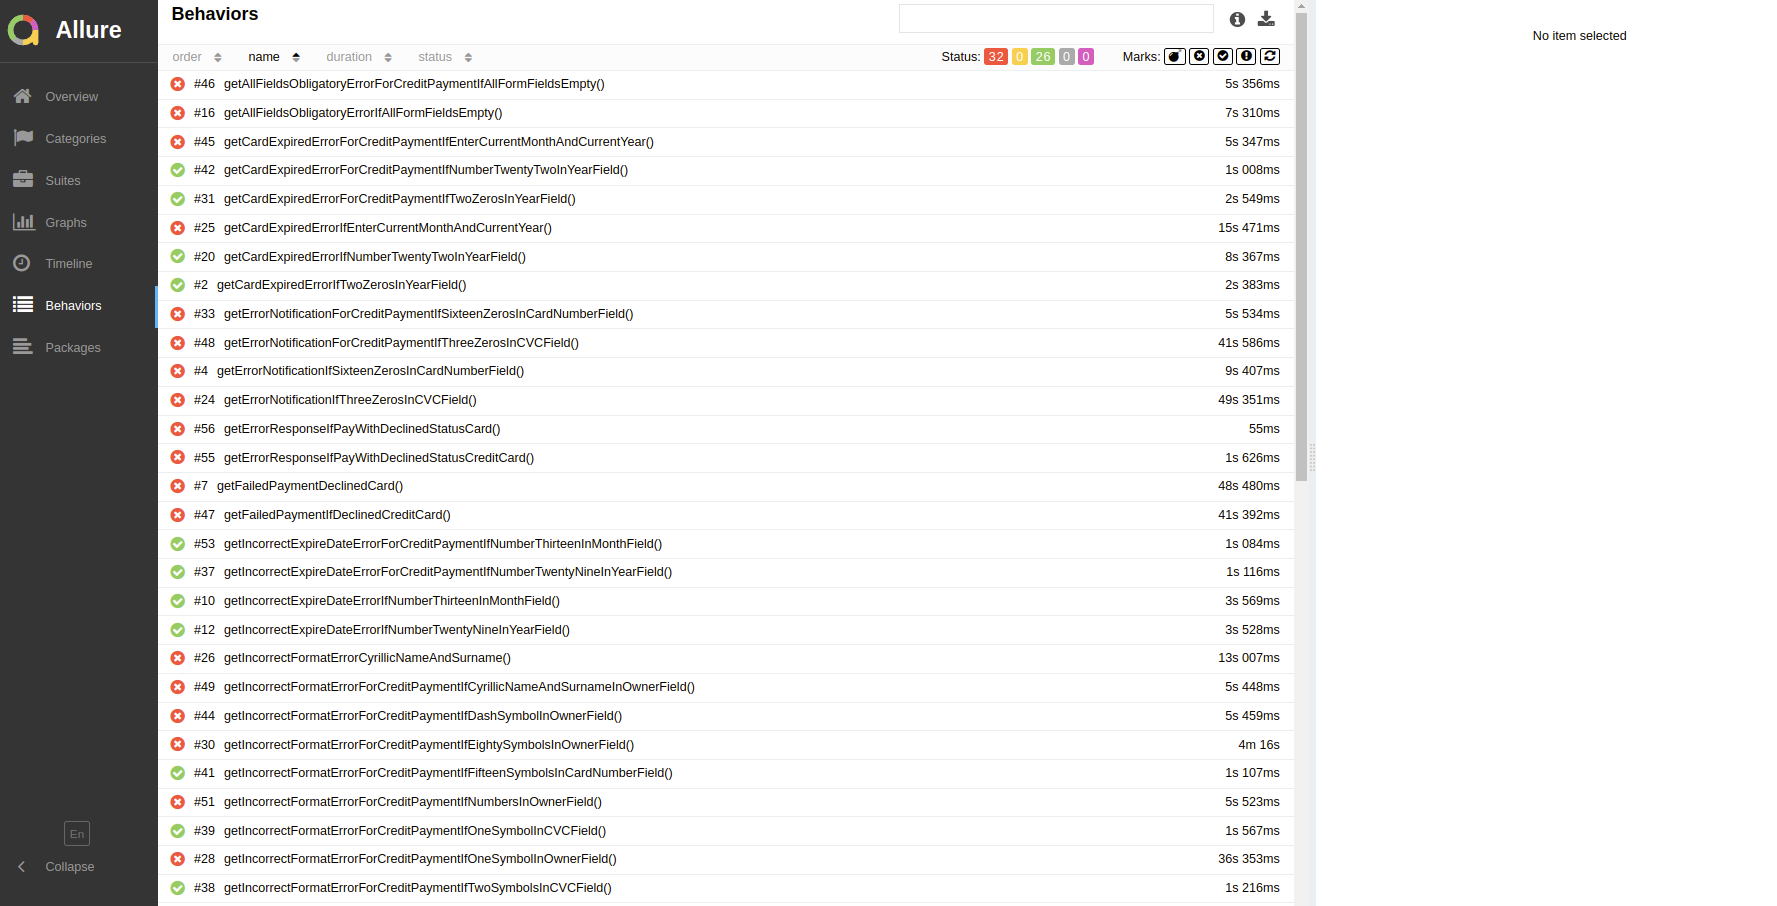 Allure
Overview
Categories
Suites
Graphs
Timeline
Behaviors
Packages
En
Collapse
Behaviors
order name duration status Status: 32 0 26 0 0 Marks:
#46 getAllFieldsObligatoryErrorForCreditPaymentIfAllFormFieldsEmpty() 5s 356ms
#16 getAllFieldsObligatoryErrorIfAllFormFieldsEmpty() 7s 310ms
#45 getCardExpiredErrorForCreditPaymentIfEnterCurrentMonthAndCurrentYear() 5s 347ms
#42 getCardExpiredErrorForCreditPaymentIfNumberTwentyTwoInYearField() 1s 008ms
#31 getCardExpiredErrorForCreditPaymentIfTwoZerosInYearField() 2s 549ms
#25 getCardExpiredErrorIfEnterCurrentMonthAndCurrentYear() 15s 471ms
#20 getCardExpiredErrorIfNumberTwentyTwoInYearField() 8s 367ms
#2 getCardExpiredErrorIfTwoZerosInYearField() 2s 383ms
#33 getErrorNotificationForCreditPaymentIfSixteenZerosInCardNumberField() 5s 534ms
#48 getErrorNotificationForCreditPaymentIfThreeZerosInCVCField() 41s 586ms
#4 getErrorNotificationIfSixteenZerosInCardNumberField() 9s 407ms
#24 getErrorNotificationIfThreeZerosInCVCField() 49s 351ms
#56 getErrorResponseIfPayWithDeclinedStatusCard() 55ms
#55 getErrorResponseIfPayWithDeclinedStatusCreditCard() 1s 626ms
#7 getFailedPaymentDeclinedCard() 48s 480ms
#47 getFailedPaymentIfDeclinedCreditCard() 41s 392ms
#53 getIncorrectExpireDateErrorForCreditPaymentIfNumberThirteenInMonthField() 1s 084ms
#37 getIncorrectExpireDateErrorForCreditPaymentIfNumberTwentyNineInYearField() 1s 116ms
#10 getIncorrectExpireDateErrorIfNumberThirteenInMonthField() 3s 569ms
#12 getIncorrectExpireDateErrorIfNumberTwentyNineInYearField() 3s 528ms
#26 getIncorrectFormatErrorCyrillicNameAndSurname() 13s 007ms
#49 getIncorrectFormatErrorForCreditPaymentIfCyrillicNameAndSurnameInOwnerField() 5s 448ms
#44 getIncorrectFormatErrorForCreditPaymentIfDashSymbolInOwnerField() 5s 459ms
#30 getIncorrectFormatErrorForCreditPaymentIfEightySymbolsInOwnerField() 4m 16s
#41 getIncorrectFormatErrorForCreditPaymentIfFifteenSymbolsInCardNumberField() 1s 107ms
#51 getIncorrectFormatErrorForCreditPaymentIfNumbersInOwnerField() 5s 523ms
#39 getIncorrectFormatErrorForCreditPaymentIfOneSymbolInCVCField() 1s 567ms
#28 getIncorrectFormatErrorForCreditPaymentIfOneSymbolInOwnerField() 36s 353ms
#38 getIncorrectFormatErrorForCreditPaymentIfTwoSymbolsInCVCField() 1s 216ms
No item selected